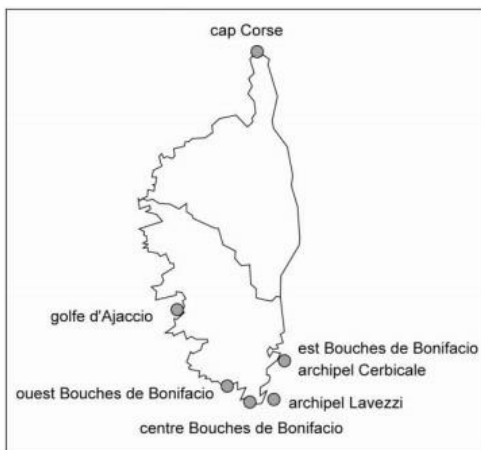 cap Corse
golfe d'Ajaccio
est Bouches de Bonifacio
archipel Cerbicale
ouest Bouches de Bonifacio
archipel Lavezzi
centre Bouches de Bonifacio